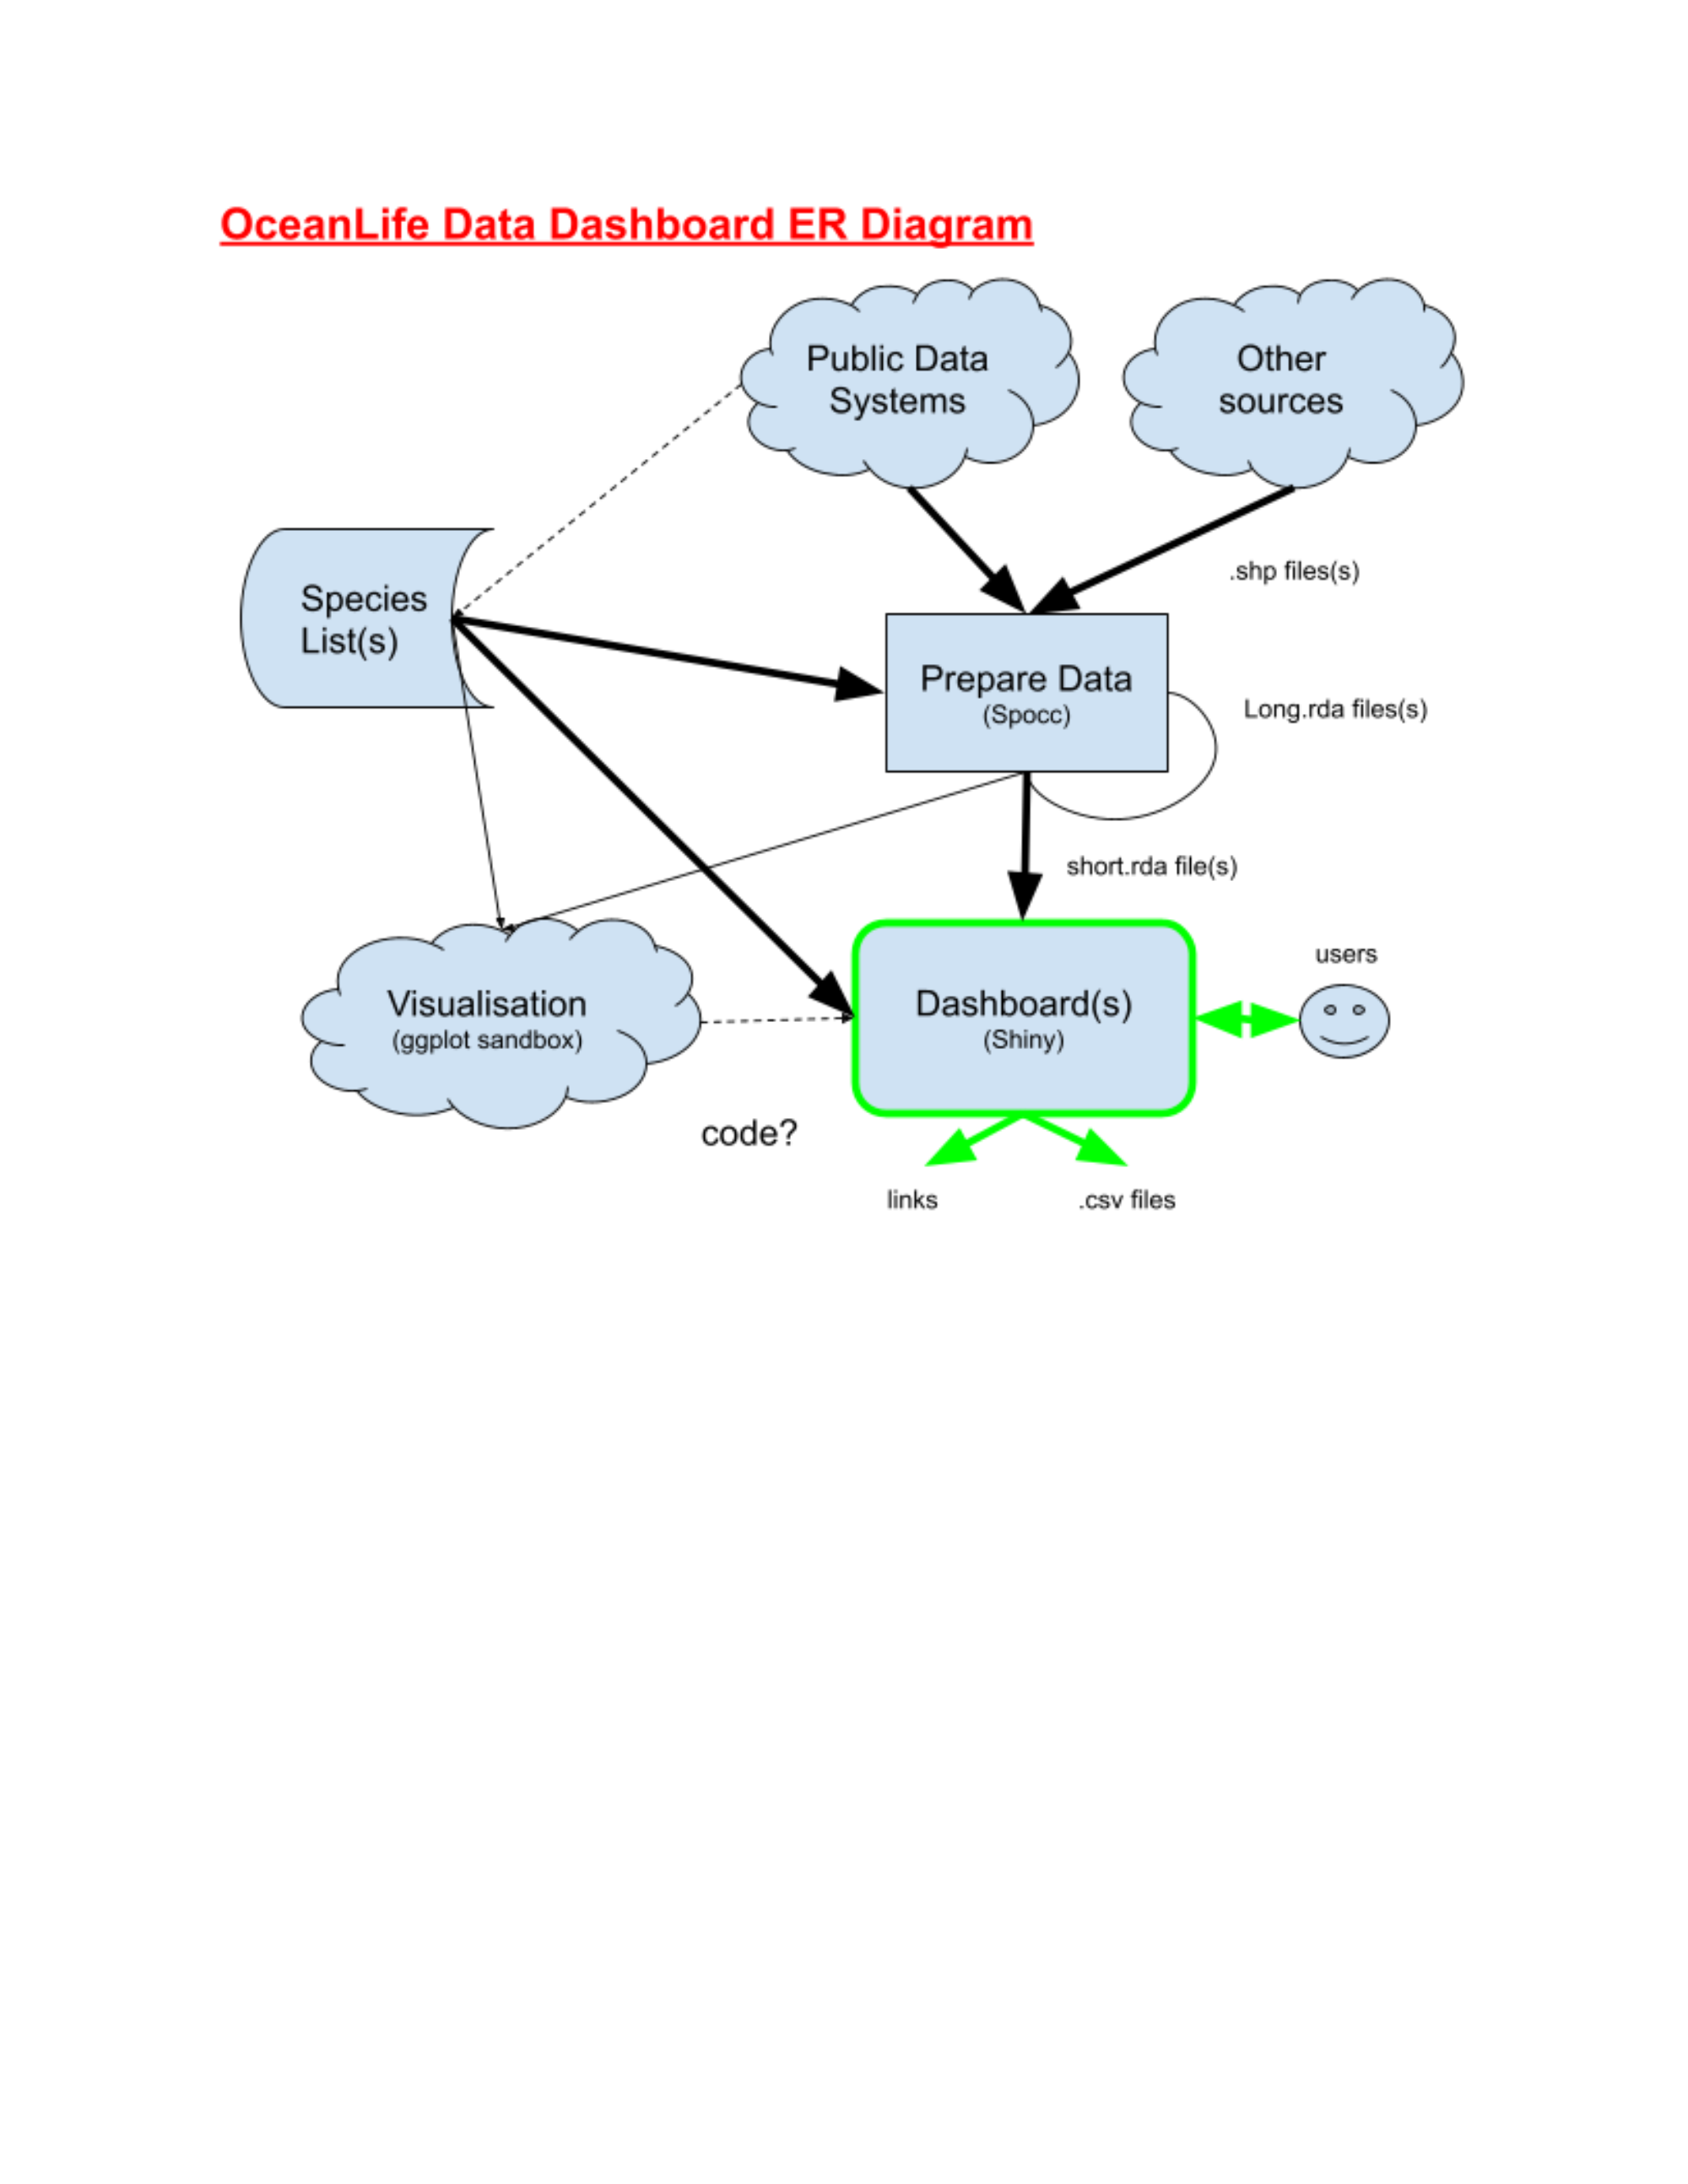 OceanLife Data Dashboard ER Diagram
Public Data
Systems
Other
sources
.shp files(s)
Species
List(s)
Prepare Data
(Spocc)
Long.rda files(s)
short.rda file(s)
Visualisation
(ggplot sandbox)
Dashboard(s)
(Shiny)
users
code?
links
.csv files